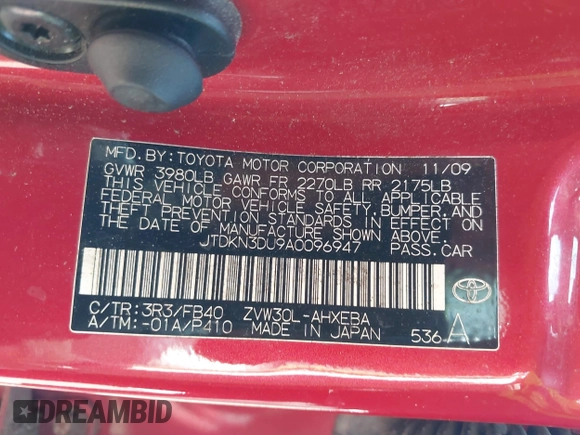 MFD. BY: TOYOTA MOTOR CORPORATION 11/09
GVWR 3980LB GAWR FR 2270LB RR 2175LB
THIS VEHICLE CONFORMS TO ALL APPLICABLE
FEDERAL MOTOR VEHICLE SAFETY, BUMPER, AND
THEFT PREVENTION STANDARDS IN EFFECT ON
THE DATE OF MANUFACTURE SHOWN ABOVE.
JTDKN3DU9A0096947 PASS. CAR
C/TR: 3R3/FB40 ZVW30L-AHXEBA
A/TM: -01A/P410 MADE IN JAPAN 536 A
DREAMBID